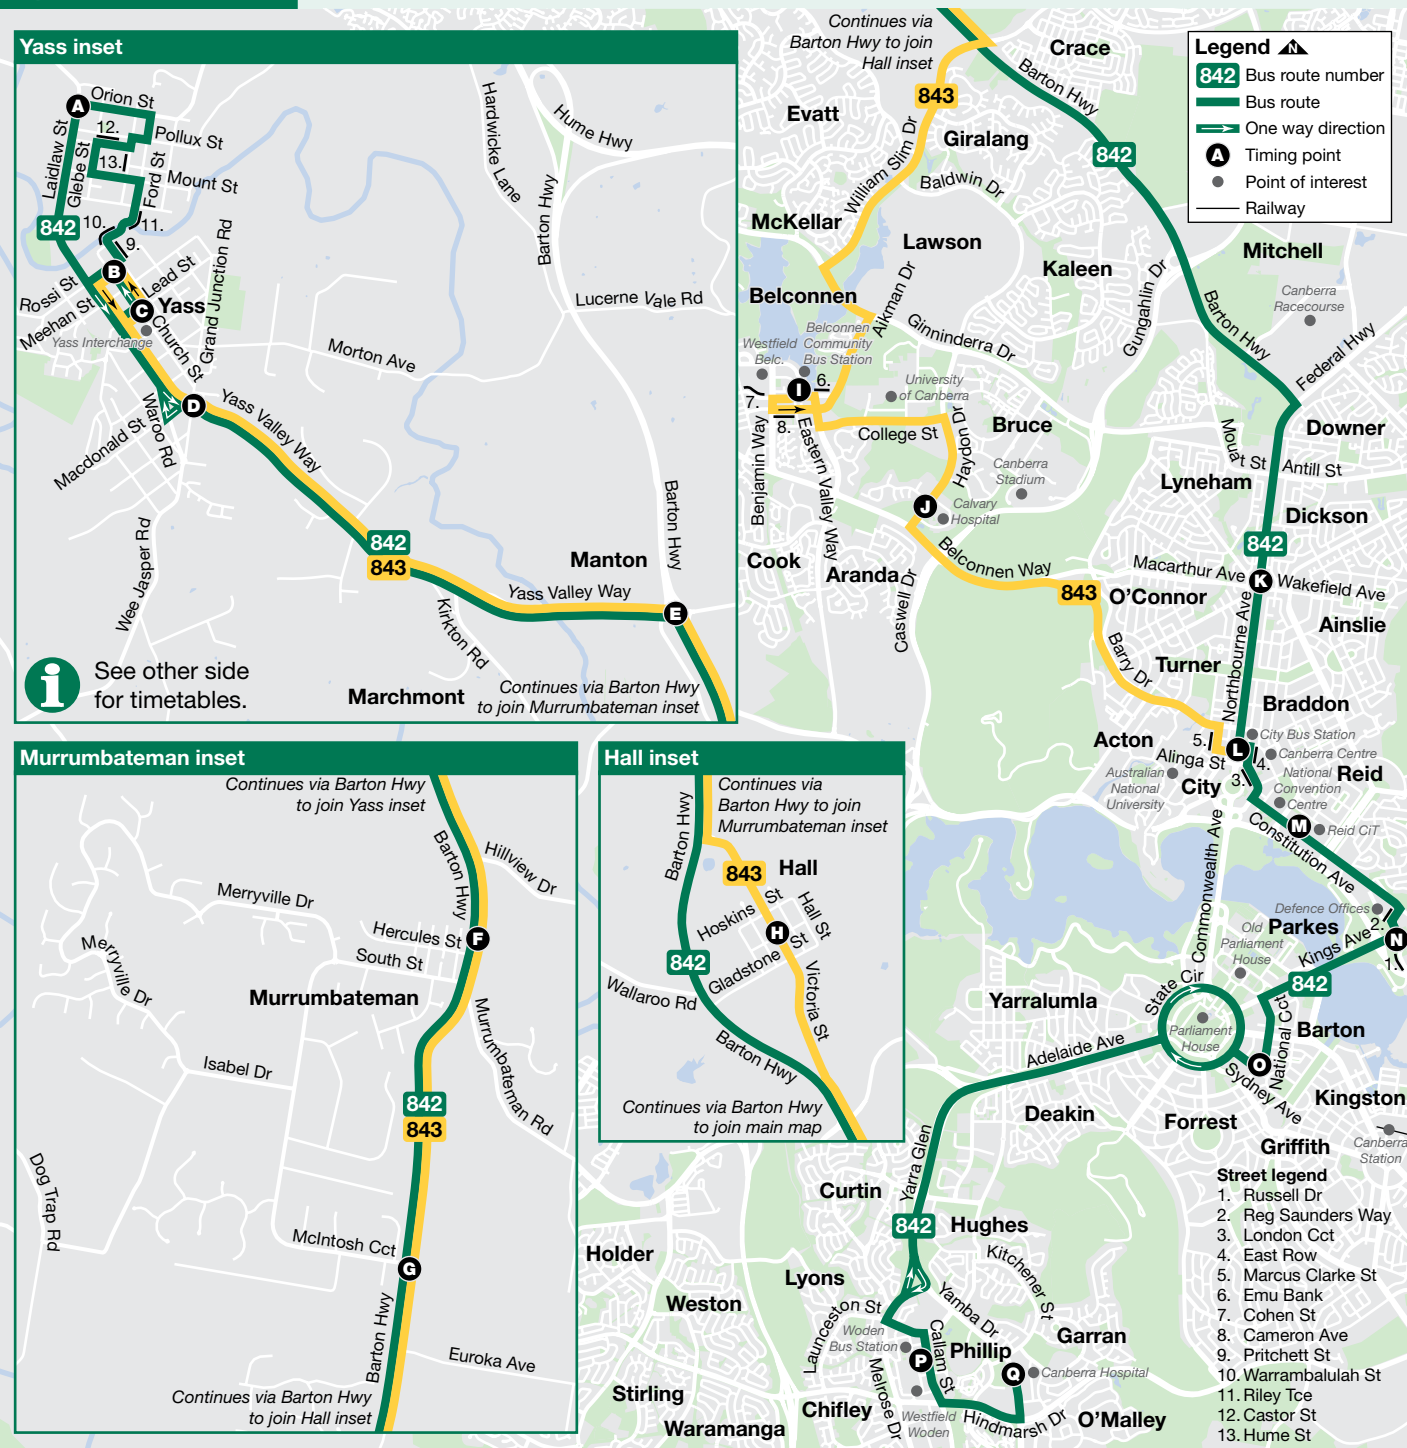 Yass inset
A
Orion St
12.
Pollux St
Laidlaw St
Glebe St
13.
Ford St
Mount St
842
10.
11.
9.
B
Lead St
Rossi St
Meehan St
C
Yass
Yass Interchange
Church St
Grand Junction Rd
Hardwicke Lane
Hume Hwy
Barton Hwy
Lucerne Vale Rd
Morton Ave
D
Yass Valley Way
Macdonald St
Waroo Rd
Wee Jasper Rd
842
843
Manton
Barton Hwy
Yass Valley Way
E
Kirkton Rd
i
See other side
for timetables.
Marchmont
Continues via Barton Hwy
to join Murrumbateman inset
Murrumbateman inset
Continues via Barton Hwy
to join Yass inset
Barton Hwy
Hillview Dr
Merryville Dr
Hercules St
F
South St
Merryville Dr
Murrumbateman
Murrumbateman Rd
Isabel Dr
842
843
Dog Trap Rd
McIntosh Cct
G
Barton Hwy
Euroka Ave
Continues via Barton Hwy
to join Hall inset
Hall inset
Continues via
Barton Hwy to join
Murrumbateman inset
Barton Hwy
843
Hall
Hoskins St
Hall St
H
842
Gladstone St
Wallaroo Rd
Victoria St
Barton Hwy
Continues via Barton Hwy
to join main map
Continues via
Barton Hwy to join
Hall inset
Crace
Barton Hwy
843
Evatt
Giralang
842
William Slim Dr
Baldwin Dr
McKellar
Lawson
Kaleen
Mitchell
Canberra
Racecourse
Gungahlin Dr
Belconnen
Aikman Dr
Barton Hwy
Federal Hwy
Belconnen
Community
Bus Station
Westfield
Belc.
Ginninderra Dr
I
6.
7.
8.
University
of Canberra
College St
Haydon Dr
Bruce
Canberra
Stadium
Downer
Mouat St
Antill St
Lyneham
Dickson
Benjamin Way
Eastern Valley Way
J
Calvary
Hospital
842
Cook
Aranda
Belconnen Way
Caswell Dr
843
O'Connor
Macarthur Ave
K
Wakefield Ave
Ainslie
Barry Dr
Turner
Northbourne Ave
Braddon
Acton
5.
L
City Bus Station
Canberra Centre
4.
Alinga St
3.
Australian
National
University
City
National
Convention
Centre
Reid
M
Reid CiT
Constitution Ave
Commonwealth Ave
Defence Offices
2.
Parkes
Old
Parliament
House
Kings Ave
N
1.
842
State Cir
Yarralumla
Parliament
House
National Cct
Barton
Adelaide Ave
O
Sydney Ave
Deakin
Forrest
Kingston
Griffith
Canberra
Station
Curtin
Yarra Glen
842
Hughes
Kitchener St
Holder
Lyons
Weston
Launceston St
Yamba Dr
Garran
Woden
Bus Station
P
Callam St
Phillip
Q
Canberra Hospital
Melrose Dr
Stirling
Chifley
Westfield
Woden
Hindmarsh Dr
O'Malley
Waramanga
Legend
N
842 Bus route number
Bus route
One way direction
A Timing point
Point of interest
Railway
Street legend
1. Russell Dr
2. Reg Saunders Way
3. London Cct
4. East Row
5. Marcus Clarke St
6. Emu Bank
7. Cohen St
8. Cameron Ave
9. Pritchett St
10. Warrambalulah St
11. Riley Tce
12. Castor St
13. Hume St